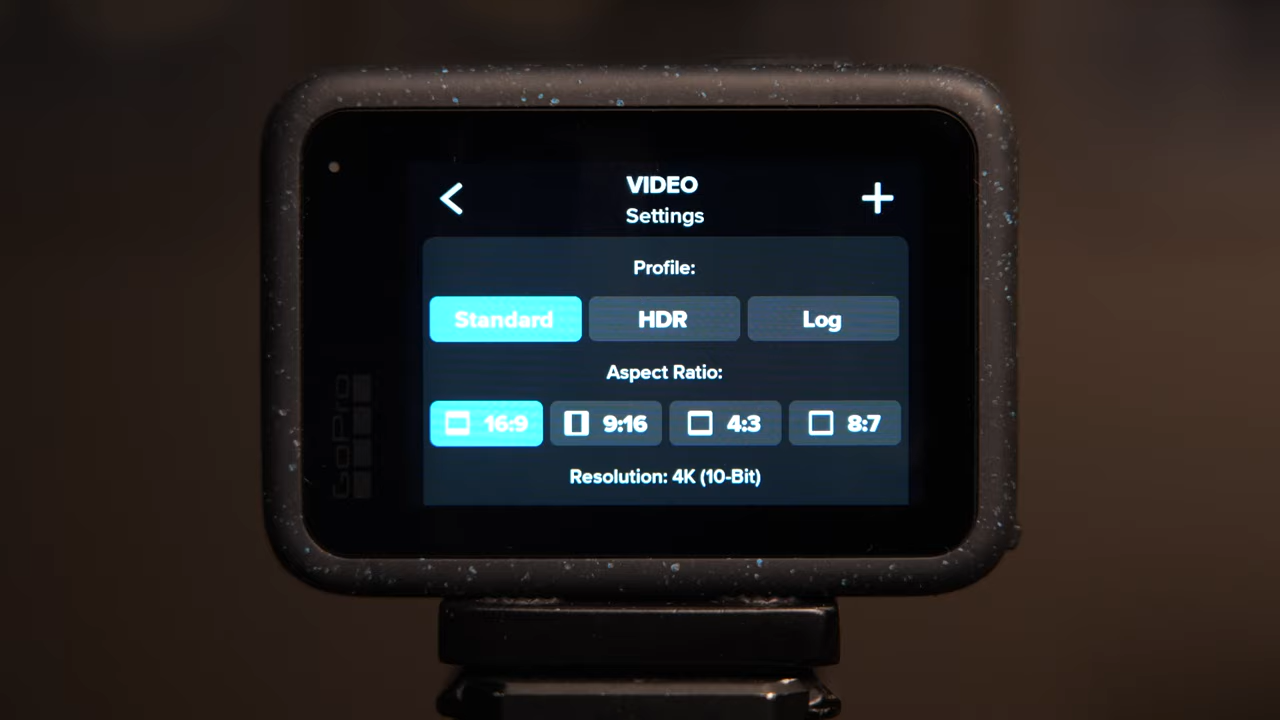 VIDEO
Settings
Profile:
Standard HDR Log
Aspect Ratio:
16:9 9:16 4:3 8:7
Resolution: 4K (10-Bit)
GoPro